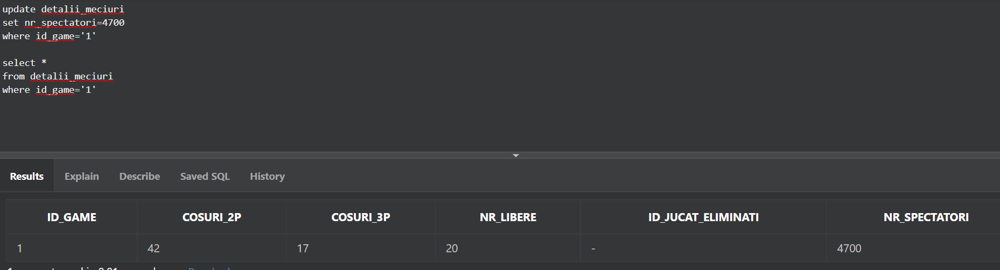 update detalii_meciuri
set nr_spectatori=4700
where id_game='1'
select *
from detalii_meciuri
where id_game='1'
Results Explain Describe Saved SQL History
ID_GAME COSURI_2P COSURI_3P NR_LIBERE ID_JUCAT_ELIMINATI NR_SPECTATORI
1 42 17 20 - 4700